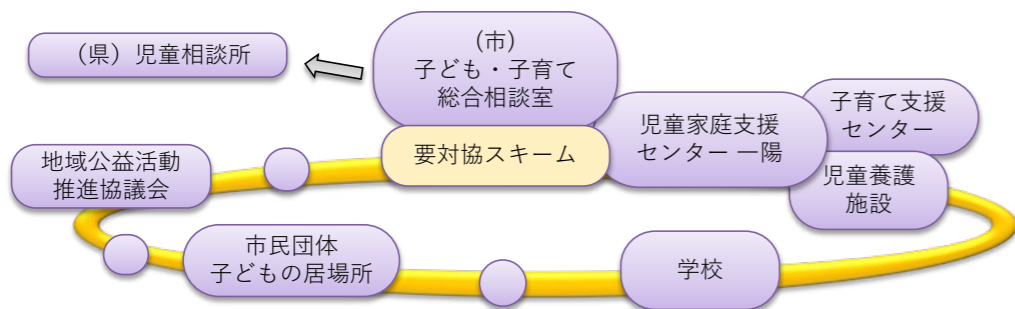 （県）児童相談所
（市）
子ども・子育て
総合相談室
要対協スキーム
児童家庭支援
センター 一陽
子育て支援
センター
児童養護
施設
地域公益活動
推進協議会
市民団体
子どもの居場所
学校